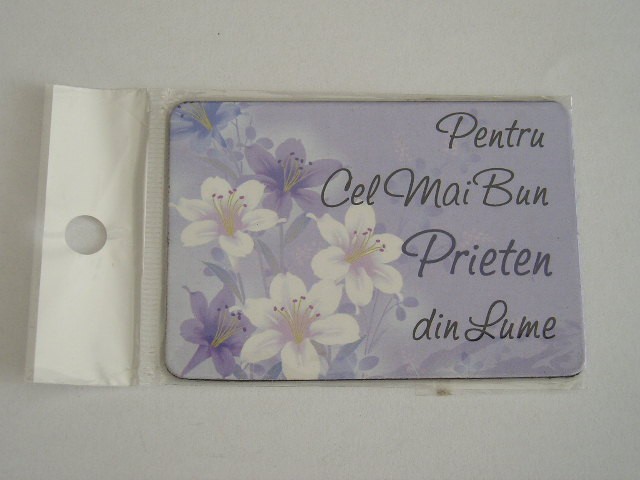 Pentru
Cel Mai Bun
Prieten
din Lume